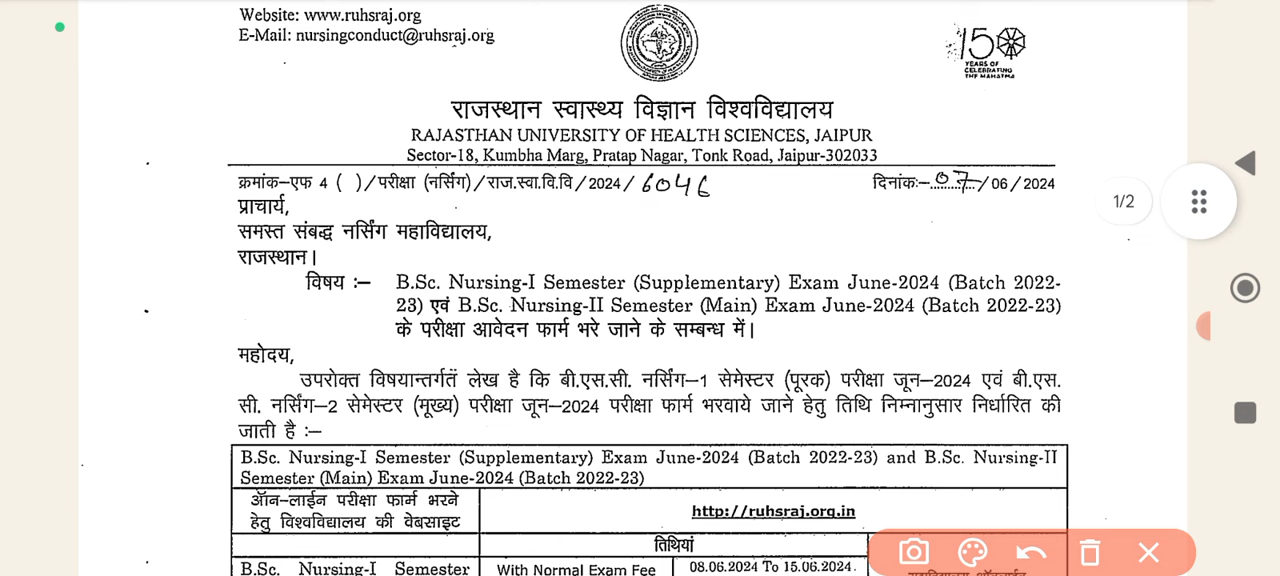 Website: www.ruhsraj.org
E-Mail: nursingconduct@ruhsraj.org
150
YEARS OF
CELEBRATING
THE MAHATMA
राजस्थान स्वास्थ्य विज्ञान विश्वविद्यालय
RAJASTHAN UNIVERSITY OF HEALTH SCIENCES, JAIPUR
Sector-18, Kumbha Marg, Pratap Nagar, Tonk Road, Jaipur-302033
क्रमांक–एफ 4 ( ) / परीक्षा (नर्सिंग) / राज.स्वा.वि.वि / 2024 / 6046
दिनांकः–..07../ 06 / 2024
1/2
प्राचार्य,
समस्त संबद्ध नर्सिंग महाविद्यालय,
राजस्थान।
विषय :– B.Sc. Nursing-I Semester (Supplementary) Exam June-2024 (Batch 2022-
23) एवं B.Sc. Nursing-II Semester (Main) Exam June-2024 (Batch 2022-23)
के परीक्षा आवेदन फार्म भरे जाने के सम्बन्ध में।
महोदय,
उपरोक्त विषयान्तर्गत लेख है कि बी.एस.सी. नर्सिंग–1 सेमेस्टर (पूरक) परीक्षा जून–2024 एवं बी.एस.
सी. नर्सिंग–2 सेमेस्टर (मूख्य) परीक्षा जून–2024 परीक्षा फार्म भरवाये जाने हेतु तिथि निम्नानुसार निर्धारित की
जाती है :–
B.Sc. Nursing-I Semester (Supplementary) Exam June-2024 (Batch 2022-23) and B.Sc. Nursing-II
Semester (Main) Exam June-2024 (Batch 2022-23)
ऑन–लाईन परीक्षा फार्म भरने
हेतु विश्वविद्यालय की वेबसाइट
http://ruhsraj.org.in
तिथियां
B.Sc. Nursing-I Semester
With Normal Exam Fee
08.06.2024 To 15.06.2024.